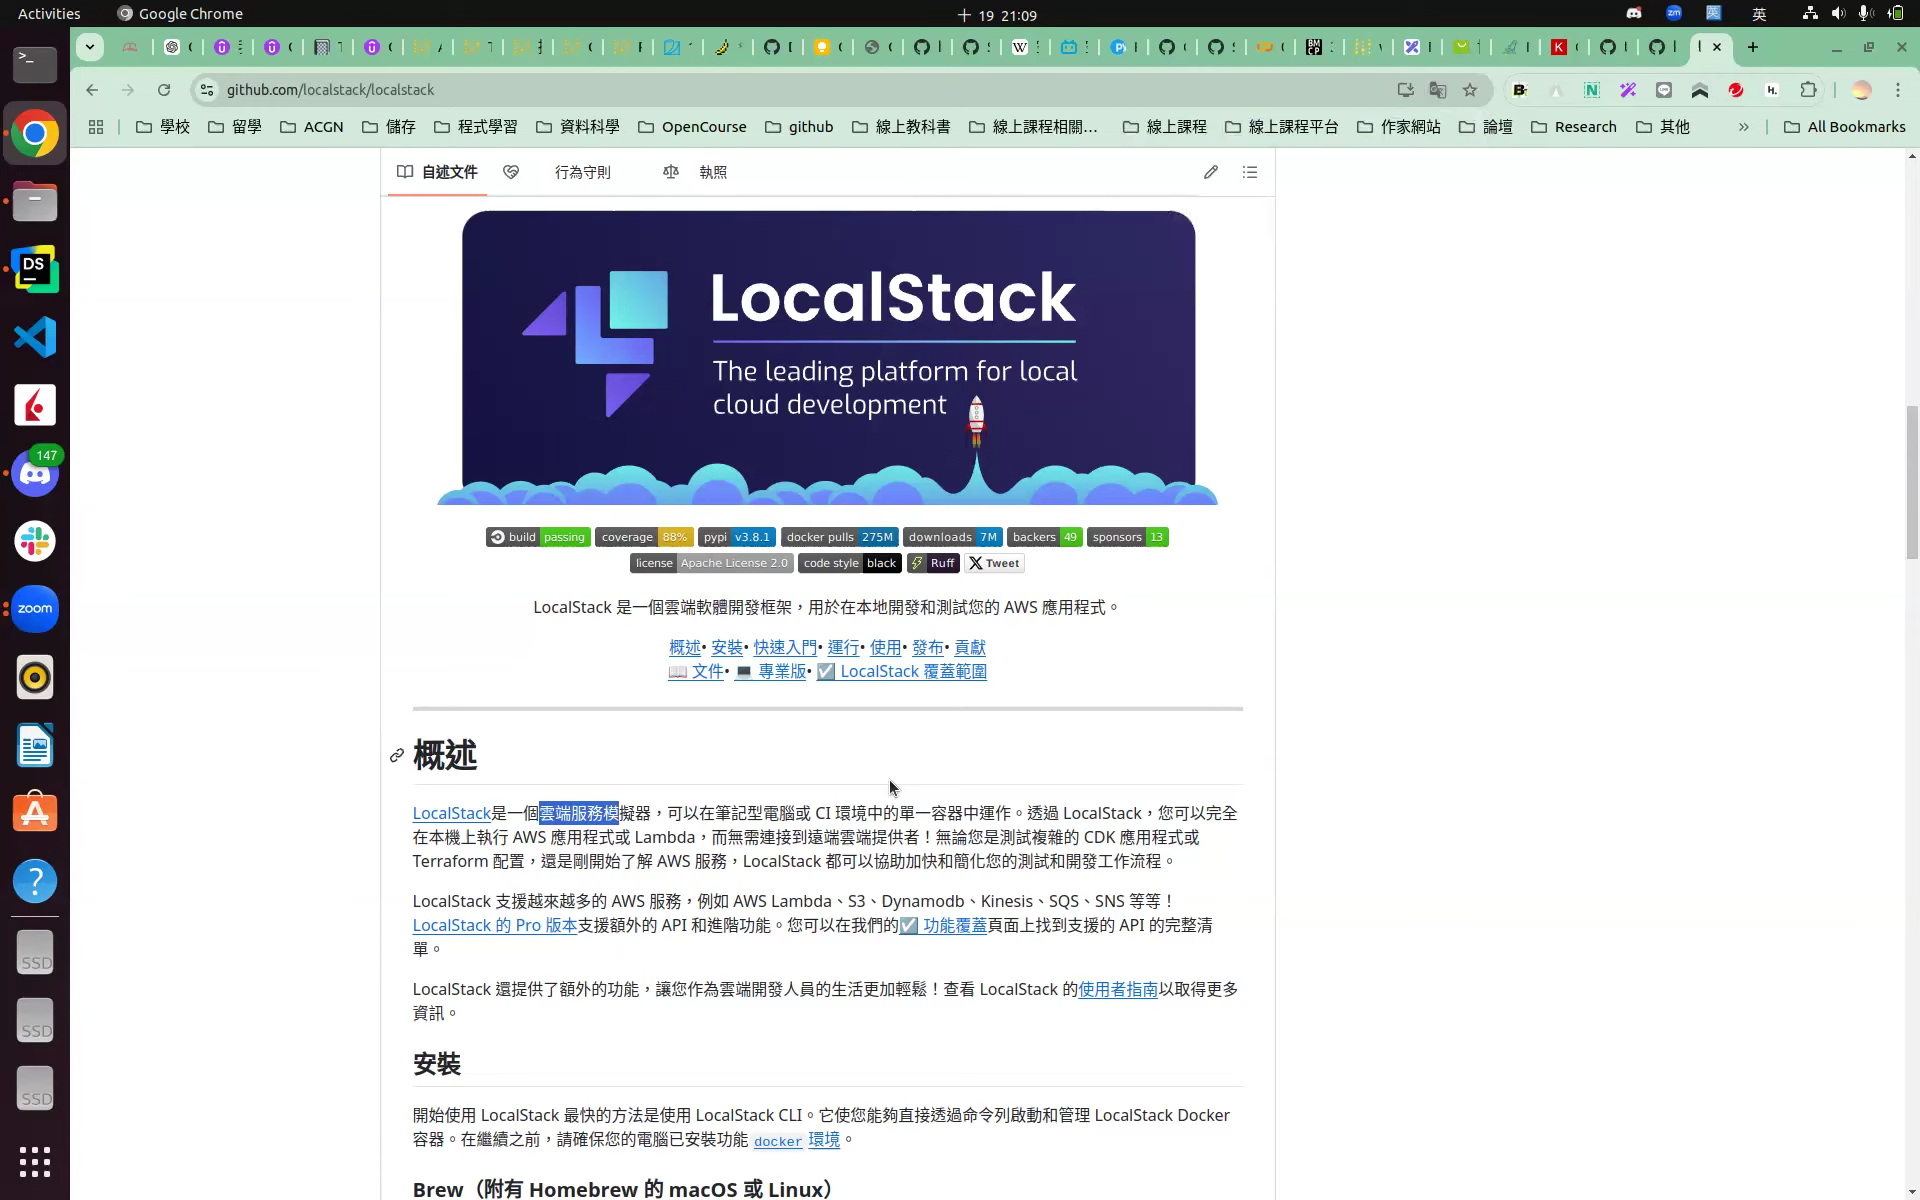 Activities
Google Chrome
19 21:09
英
github.com/localstack/localstack
學校
留學
ACGN
儲存
程式學習
資料科學
OpenCourse
github
線上教科書
線上課程相關...
線上課程
線上課程平台
作家網站
論壇
Research
其他
»
All Bookmarks
自述文件
行為守則
執照
LocalStack
The leading platform for local
cloud development
build passing coverage 88% pypi v3.8.1 docker pulls 275M downloads 7M backers 49 sponsors 13
license Apache License 2.0 code style black Ruff X Tweet
LocalStack 是一個雲端軟體開發框架，用於在本地開發和測試您的 AWS 應用程式。
概述• 安裝• 快速入門• 運行• 使用• 發布• 貢獻
📖 文件• 💻 專業版• ☑️ LocalStack 覆蓋範圍
概述
LocalStack是一個雲端服務模擬器，可以在筆記型電腦或 CI 環境中的單一容器中運作。透過 LocalStack，您可以完全
在本機上執行 AWS 應用程式或 Lambda，而無需連接到遠端雲端提供者！無論您是測試複雜的 CDK 應用程式或
Terraform 配置，還是剛開始了解 AWS 服務，LocalStack 都可以協助加快和簡化您的測試和開發工作流程。
LocalStack 支援越來越多的 AWS 服務，例如 AWS Lambda、S3、Dynamodb、Kinesis、SQS、SNS 等等！
LocalStack 的 Pro 版本支援額外的 API 和進階功能。您可以在我們的☑️ 功能覆蓋頁面上找到支援的 API 的完整清
單。
LocalStack 還提供了額外的功能，讓您作為雲端開發人員的生活更加輕鬆！查看 LocalStack 的使用者指南以取得更多
資訊。
安裝
開始使用 LocalStack 最快的方法是使用 LocalStack CLI。它使您能夠直接透過命令列啟動和管理 LocalStack Docker
容器。在繼續之前，請確保您的電腦已安裝功能 docker 環境。
Brew（附有 Homebrew 的 macOS 或 Linux）
DS
147
zoom
SSD
SSD
SSD